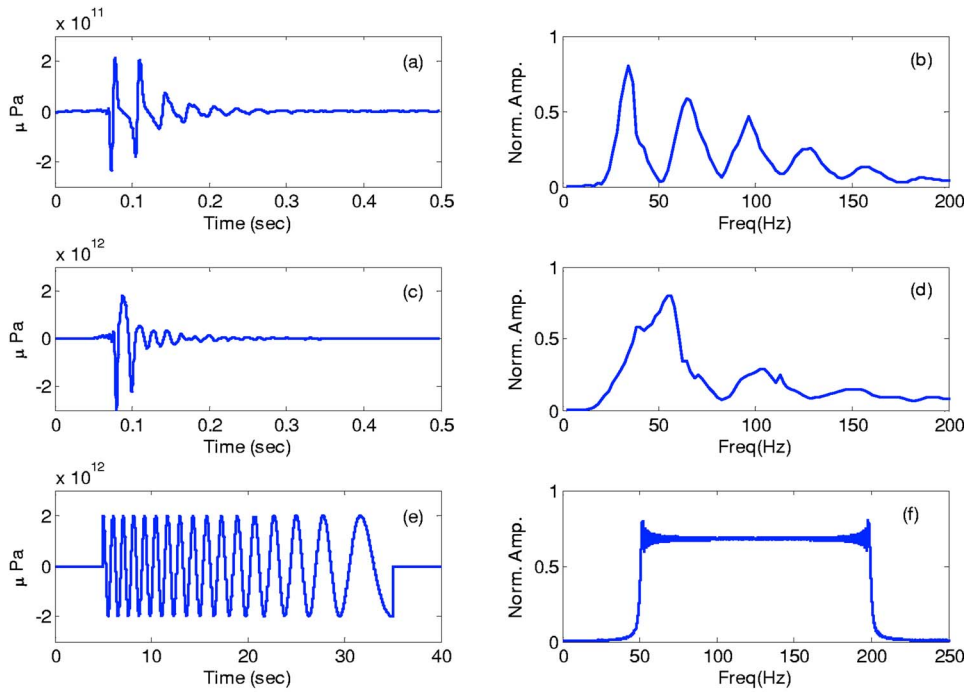 x 10^11
2
0
-2
μ Pa
(a)
0 0.1 0.2 0.3 0.4 0.5
Time (sec)
1
0.5
0
Norm. Amp.
(b)
0 50 100 150 200
Freq(Hz)
x 10^12
2
0
-2
μ Pa
(c)
0 0.1 0.2 0.3 0.4 0.5
Time (sec)
1
0.5
0
Norm. Amp.
(d)
0 50 100 150 200
Freq(Hz)
x 10^12
2
0
-2
μ Pa
(e)
0 10 20 30 40
Time (sec)
1
0.5
0
Norm. Amp.
(f)
0 50 100 150 200 250
Freq(Hz)